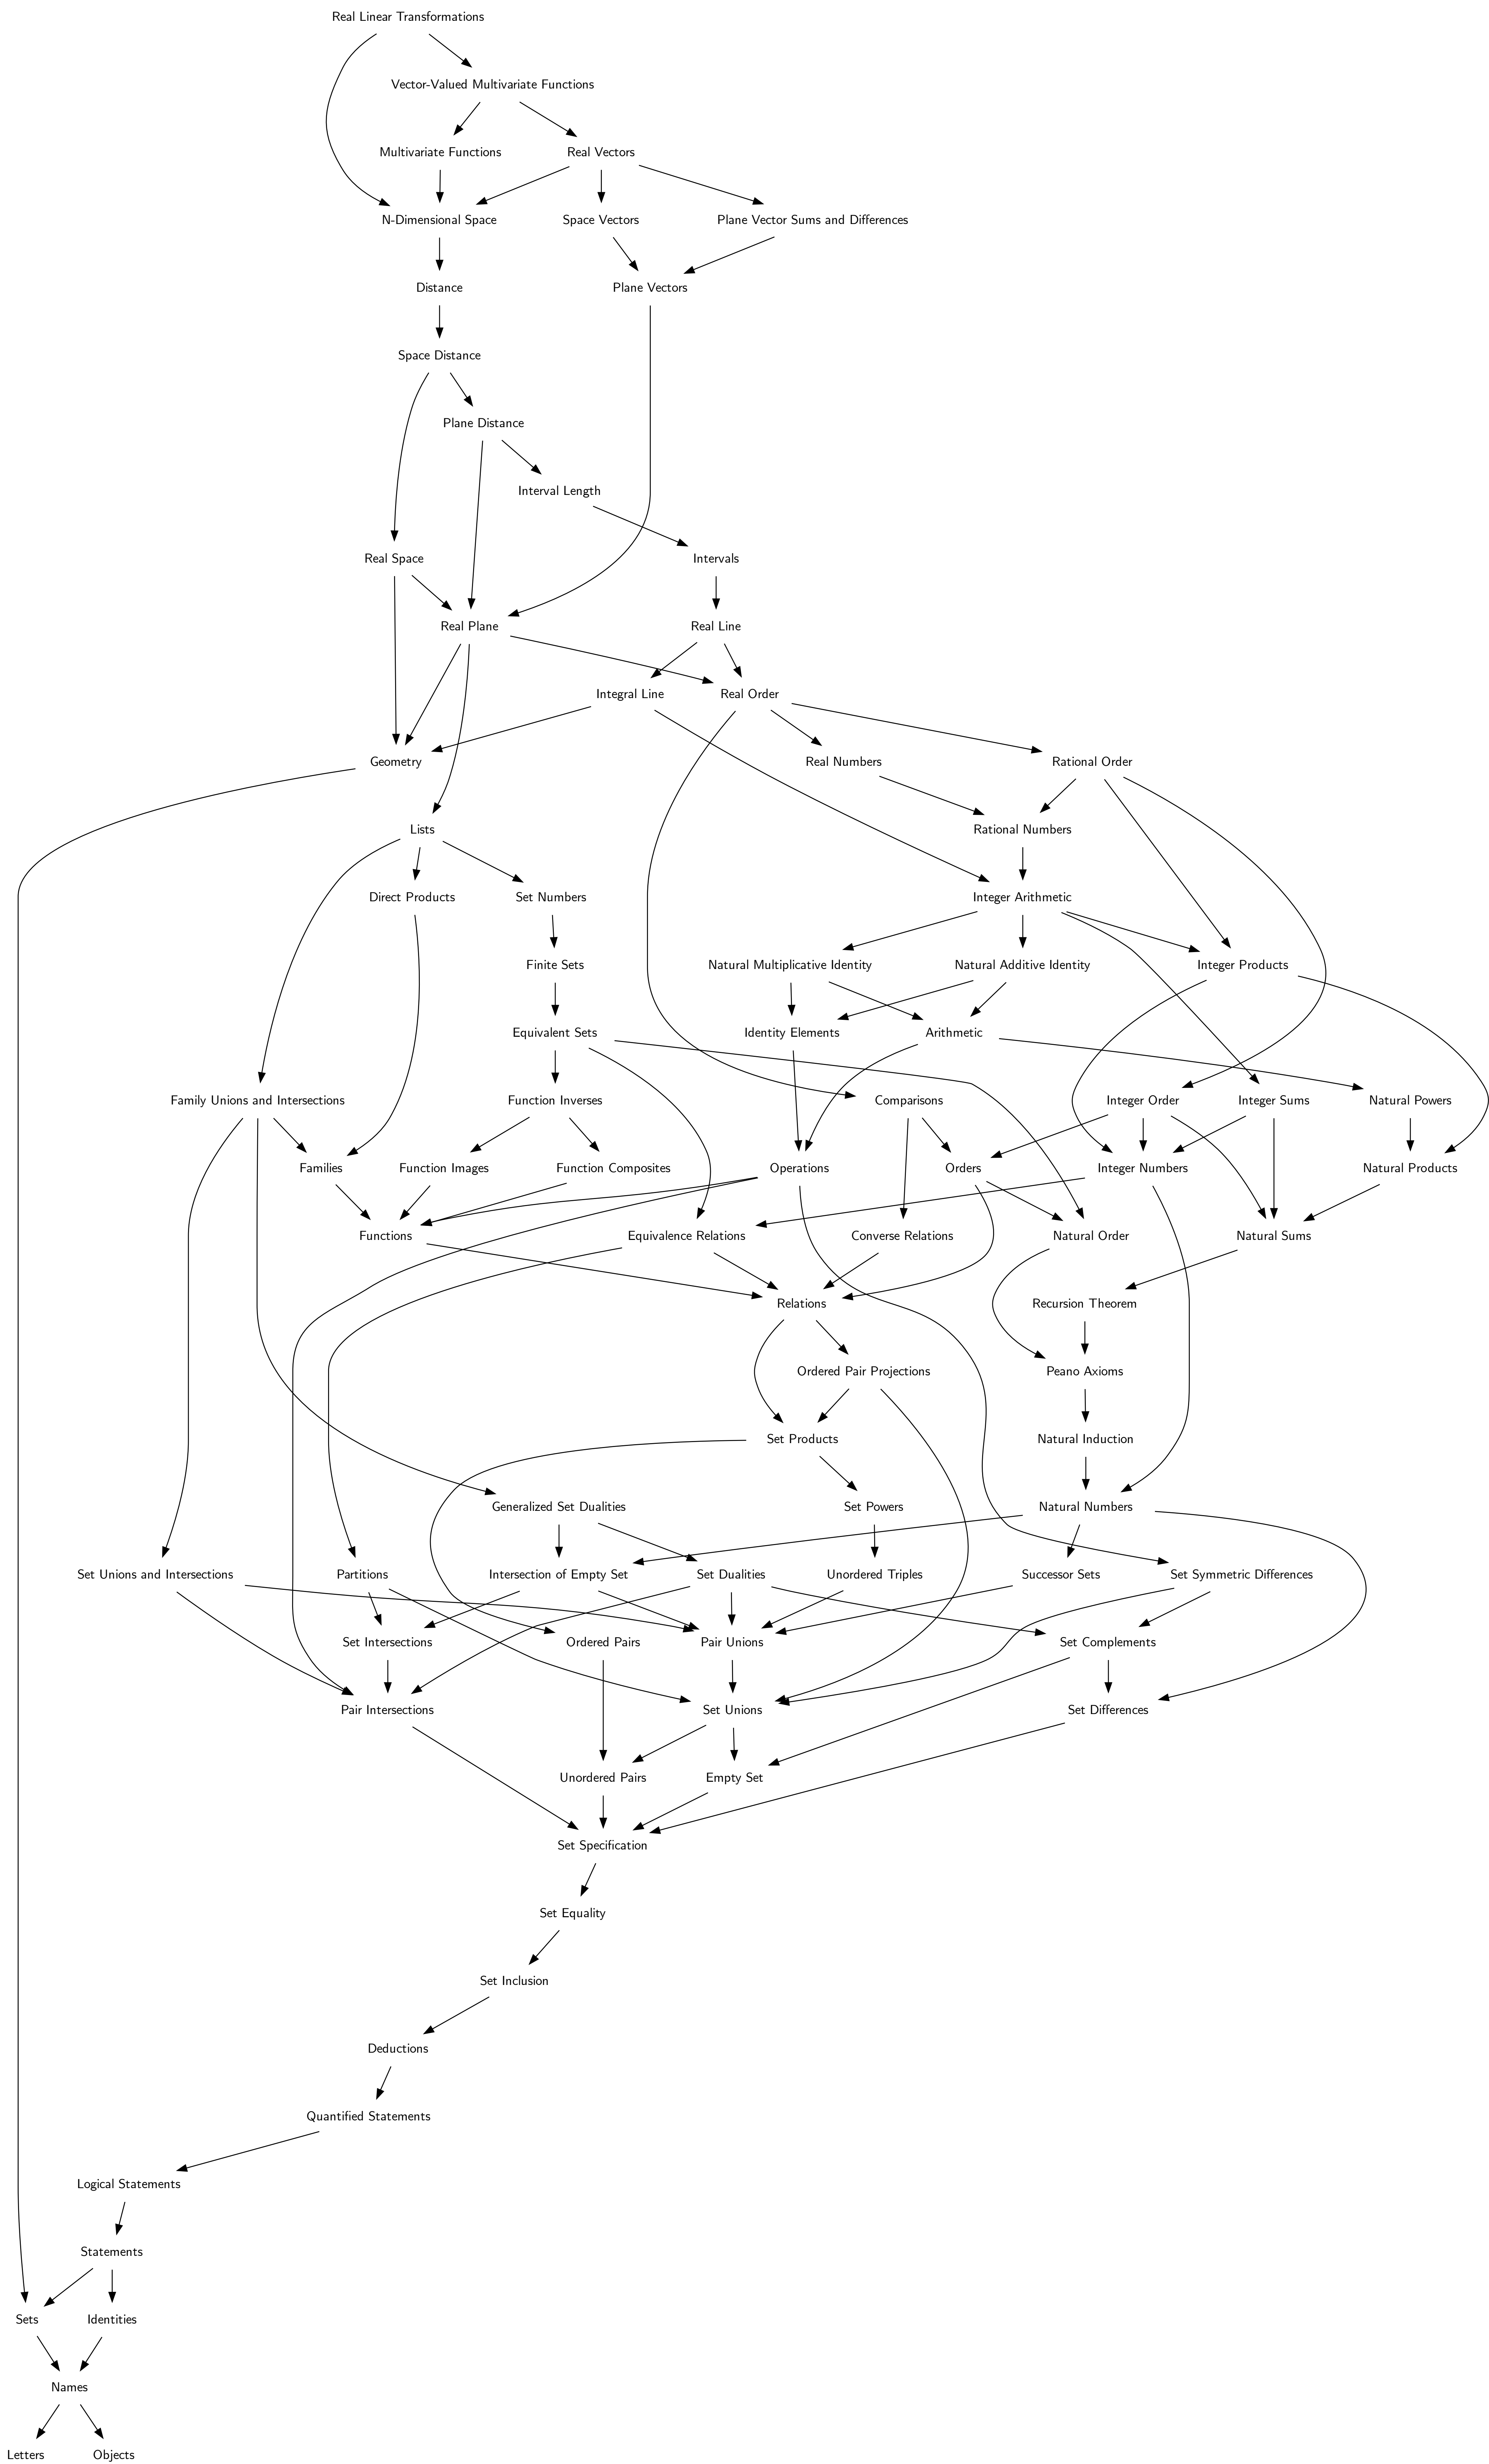 Real Linear Transformations
Vector-Valued Multivariate Functions
Multivariate Functions
Real Vectors
N-Dimensional Space
Space Vectors
Plane Vector Sums and Differences
Distance
Plane Vectors
Space Distance
Plane Distance
Interval Length
Real Space
Intervals
Real Plane
Real Line
Integral Line
Real Order
Geometry
Real Numbers
Rational Order
Lists
Rational Numbers
Direct Products
Set Numbers
Integer Arithmetic
Finite Sets
Natural Multiplicative Identity
Natural Additive Identity
Integer Products
Equivalent Sets
Identity Elements
Arithmetic
Family Unions and Intersections
Function Inverses
Comparisons
Integer Order
Integer Sums
Natural Powers
Families
Function Images
Function Composites
Operations
Orders
Integer Numbers
Natural Products
Functions
Equivalence Relations
Converse Relations
Natural Order
Natural Sums
Relations
Recursion Theorem
Ordered Pair Projections
Peano Axioms
Set Products
Natural Induction
Generalized Set Dualities
Set Powers
Natural Numbers
Set Unions and Intersections
Partitions
Intersection of Empty Set
Set Dualities
Unordered Triples
Successor Sets
Set Symmetric Differences
Set Intersections
Ordered Pairs
Pair Unions
Set Complements
Pair Intersections
Set Unions
Set Differences
Unordered Pairs
Empty Set
Set Specification
Set Equality
Set Inclusion
Deductions
Quantified Statements
Logical Statements
Statements
Sets
Identities
Names
Letters
Objects